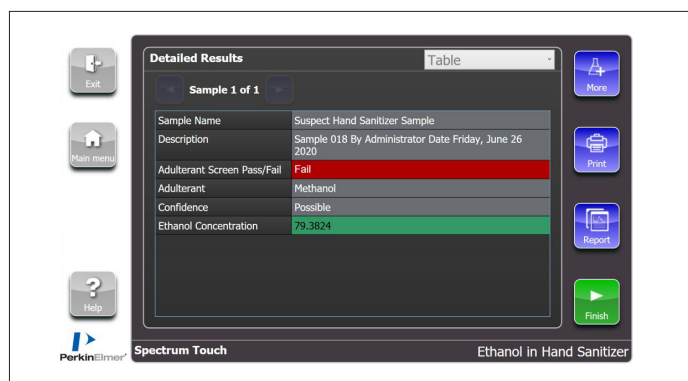 Exit
Main menu
Help
PerkinElmer
Detailed Results
Table
Sample 1 of 1
Sample Name Suspect Hand Sanitizer Sample
Description Sample 018 By Administrator Date Friday, June 26
2020
Adulterant Screen Pass/Fail Fail
Adulterant Methanol
Confidence Possible
Ethanol Concentration 79.3824
More
Print
Report
Finish
Spectrum Touch
Ethanol in Hand Sanitizer